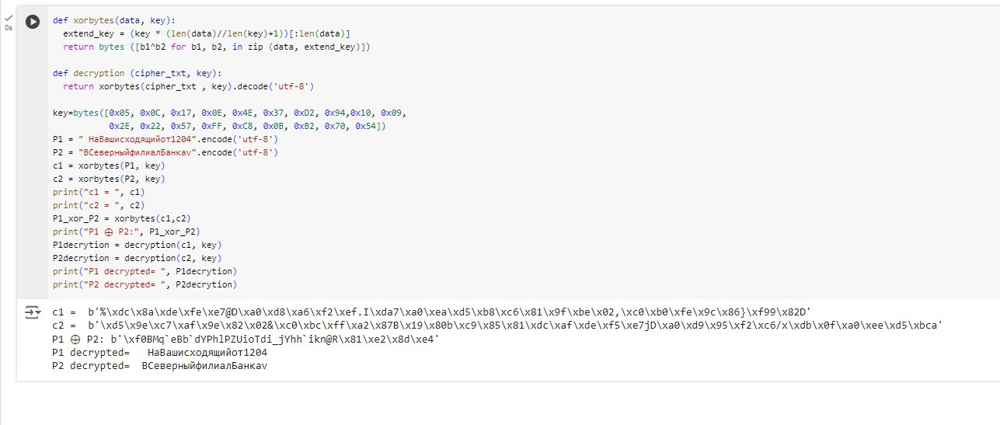 0s
def xorbytes(data, key):
  extend_key = (key * (len(data)//len(key)+1))[:len(data)]
  return bytes ([b1^b2 for b1, b2, in zip (data, extend_key)])
def decryption (cipher_txt, key):
  return xorbytes(cipher_txt , key).decode('utf-8')
key=bytes([0x05, 0x0C, 0x17, 0x0E, 0x4E, 0x37, 0xD2, 0x94,0x10, 0x09,
           0x2E, 0x22, 0x57, 0xFF, 0xC8, 0x0B, 0xB2, 0x70, 0x54])
P1 = " НаВашисходящийот1204".encode('utf-8')
P2 = "ВСеверныйфилиалБанкаv".encode('utf-8')
c1 = xorbytes(P1, key)
c2 = xorbytes(P2, key)
print("c1 = ", c1)
print("c2 = ", c2)
P1_xor_P2 = xorbytes(c1,c2)
print("P1 ⊕ P2:", P1_xor_P2)
P1decrytion = decryption(c1, key)
P2decrytion = decryption(c2, key)
print("P1 decrypted= ", P1decrytion)
print("P2 decrypted= ", P2decrytion)
c1 =  b'%\xdc\x8a\xde\xfe\xe7@D\xa0\xd8\xa6\xf2\xef.I\xda7\xa0\xea\xd5\xb8\xc6\x81\x9f\xbe\x02,\xc0\xb0\xfe\x9c\x86}\xf99\x82D'
c2 =  b'\xd5\x9e\xc7\xaf\x9e\x82\x02&\xc0\xbc\xff\xa2\x87B\x19\x80b\xc9\x85\x81\xdc\xaf\xde\xf5\xe7jD\xa0\xd9\x95\xf2\xc6/x\xdb\x0f\xa0\xee\xd5\xbca'
P1 ⊕ P2: b'\xf0BMq`eBb`dYPhlPZUioTdi_jYhh`ikn@R\x81\xe2\x8d\xe4'
P1 decrypted=   НаВашисходящийот1204
P2 decrypted=  ВСеверныйфилиалБанкаv